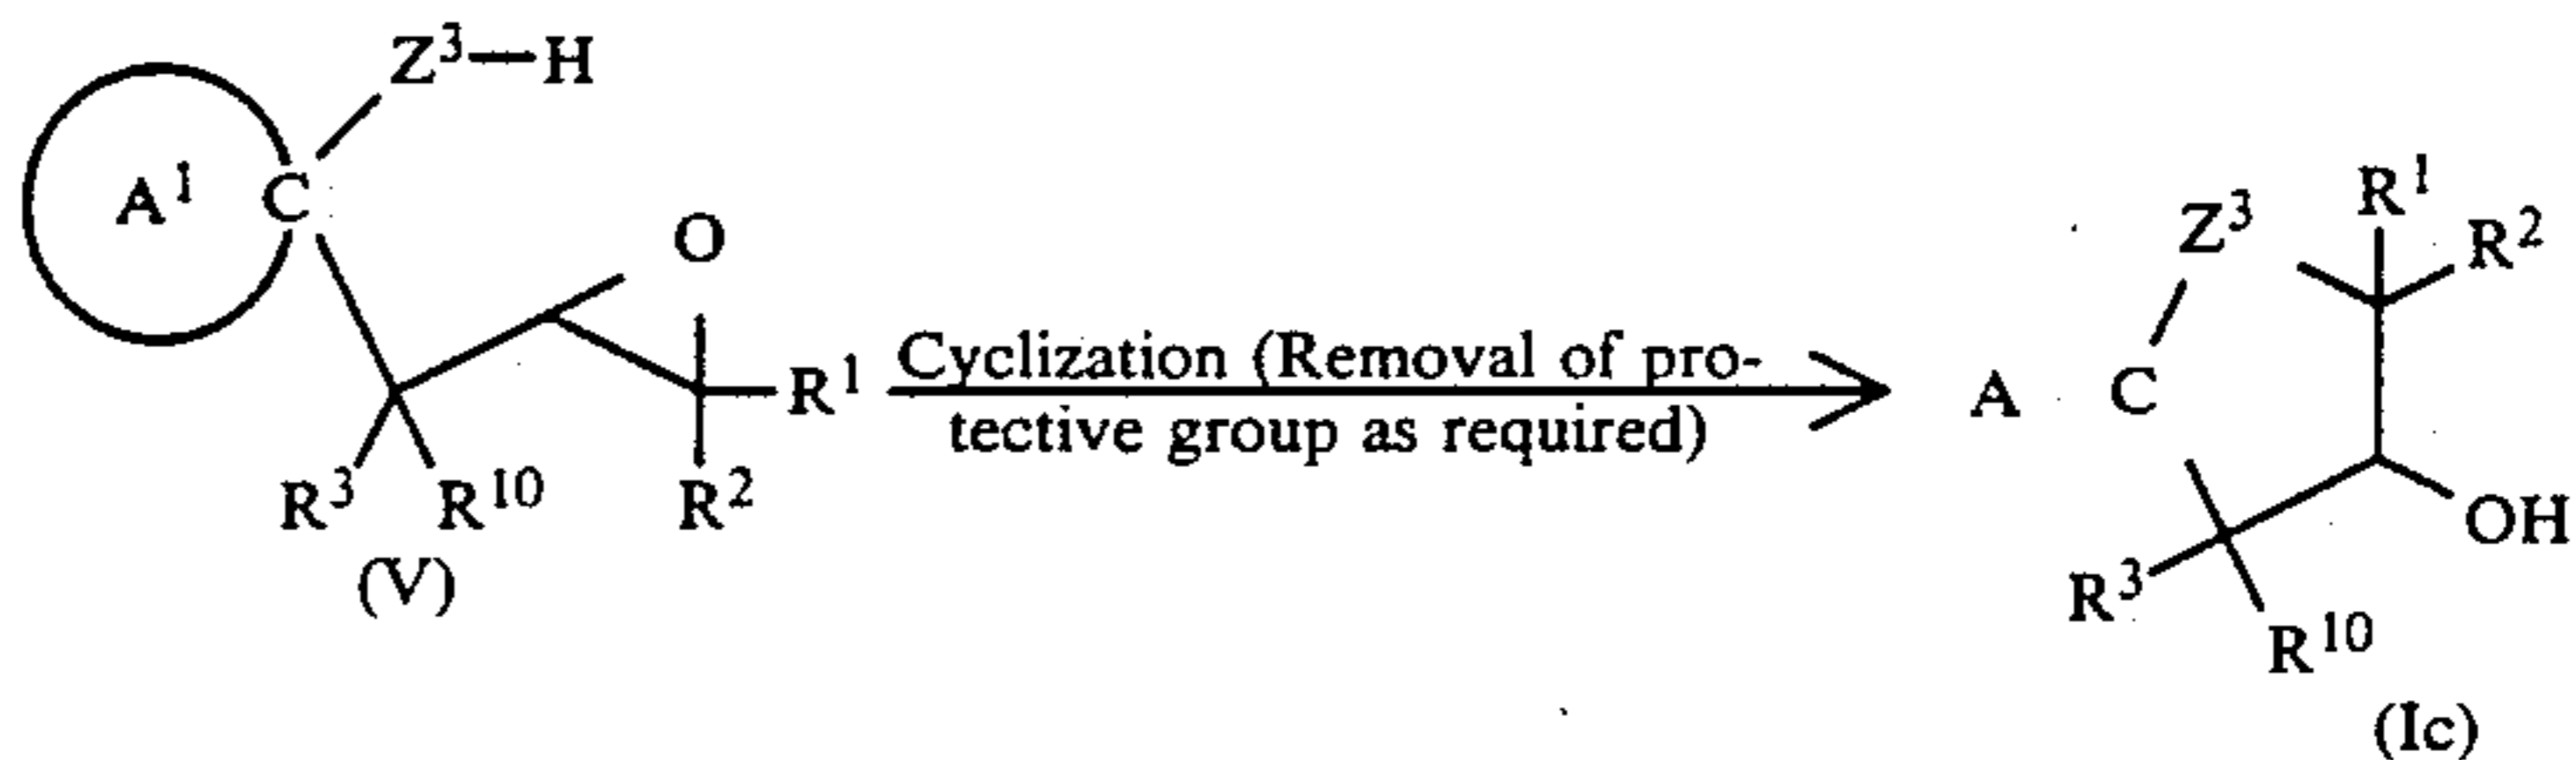 Z³—H
A¹ C
O
R¹
R²
R³ R¹⁰
(V)
Cyclization (Removal of pro-
tective group as required)
Z³ R¹
R²
A C
OH
R³
R¹⁰
(Ic)